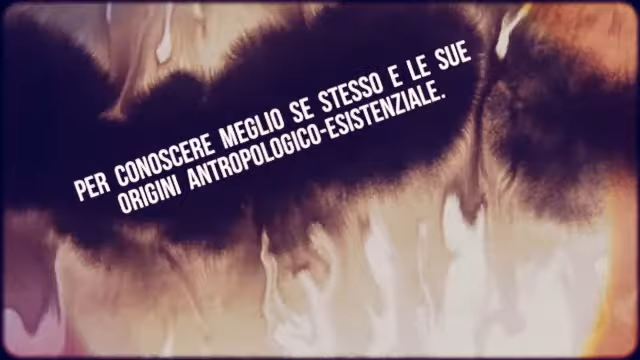 PER CONOSCERE MEGLIO SE STESSO E LE SUE
ORIGINI ANTROPOLOGICO-ESISTENZIALE.